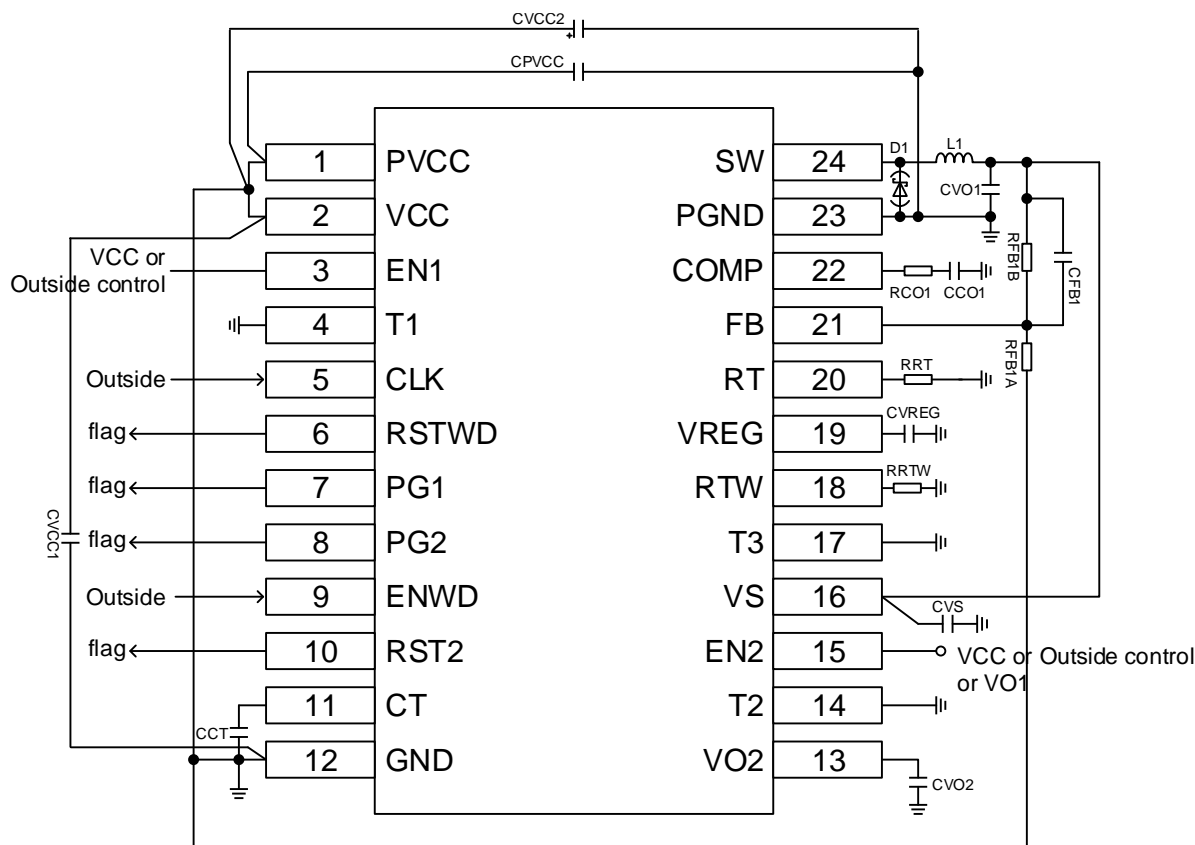 CVCC2
CPVCC
1 PVCC
2 VCC
VCC or
Outside control
3 EN1
4 T1
Outside 5 CLK
flag 6 RSTWD
flag 7 PG1
CVCC1
flag 8 PG2
Outside 9 ENWD
flag 10 RST2
11 CT
CCT
12 GND
SW 24
D1
L1
CVO1
PGND 23
COMP 22
RCO1
CCO1
RFB1B
CFB1
FB 21
RFB1A
RT 20
RRT
VREG 19
CVREG
RTW 18
RRTW
T3 17
VS 16
CVS
EN2 15
VCC or Outside control
or VO1
T2 14
VO2 13
CVO2